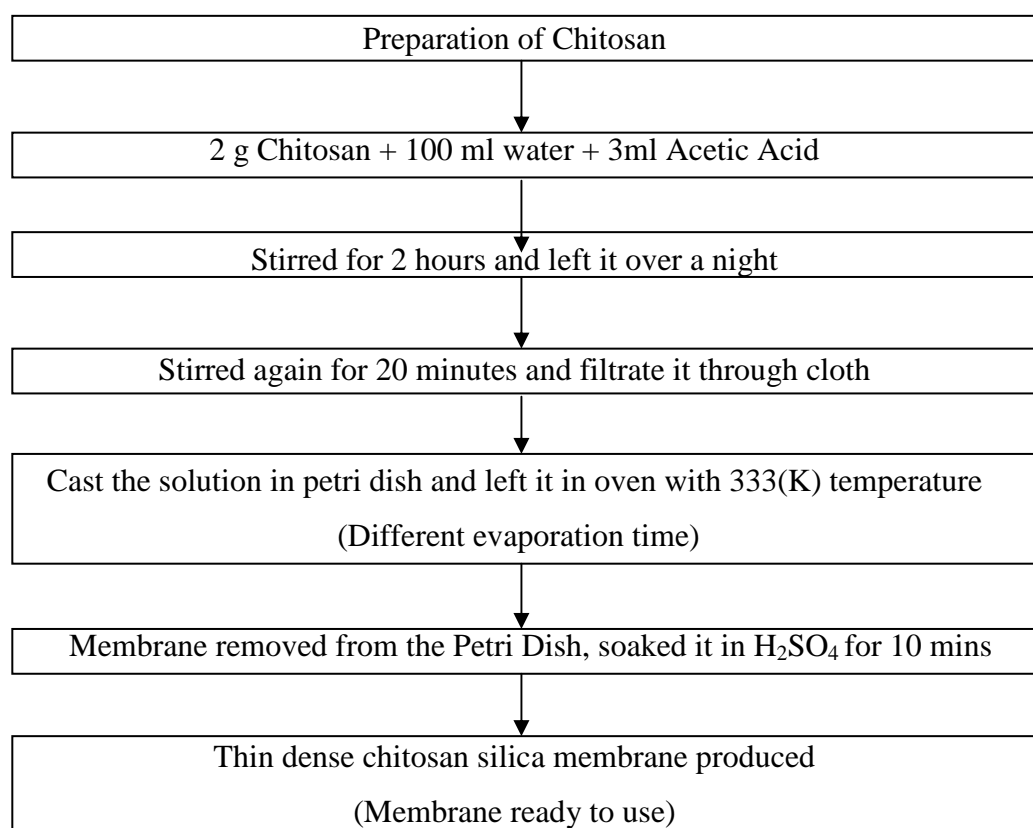 Preparation of Chitosan
2 g Chitosan + 100 ml water + 3ml Acetic Acid
Stirred for 2 hours and left it over a night
Stirred again for 20 minutes and filtrate it through cloth
Cast the solution in petri dish and left it in oven with 333(K) temperature
(Different evaporation time)
Membrane removed from the Petri Dish, soaked it in H₂SO₄ for 10 mins
Thin dense chitosan silica membrane produced
(Membrane ready to use)